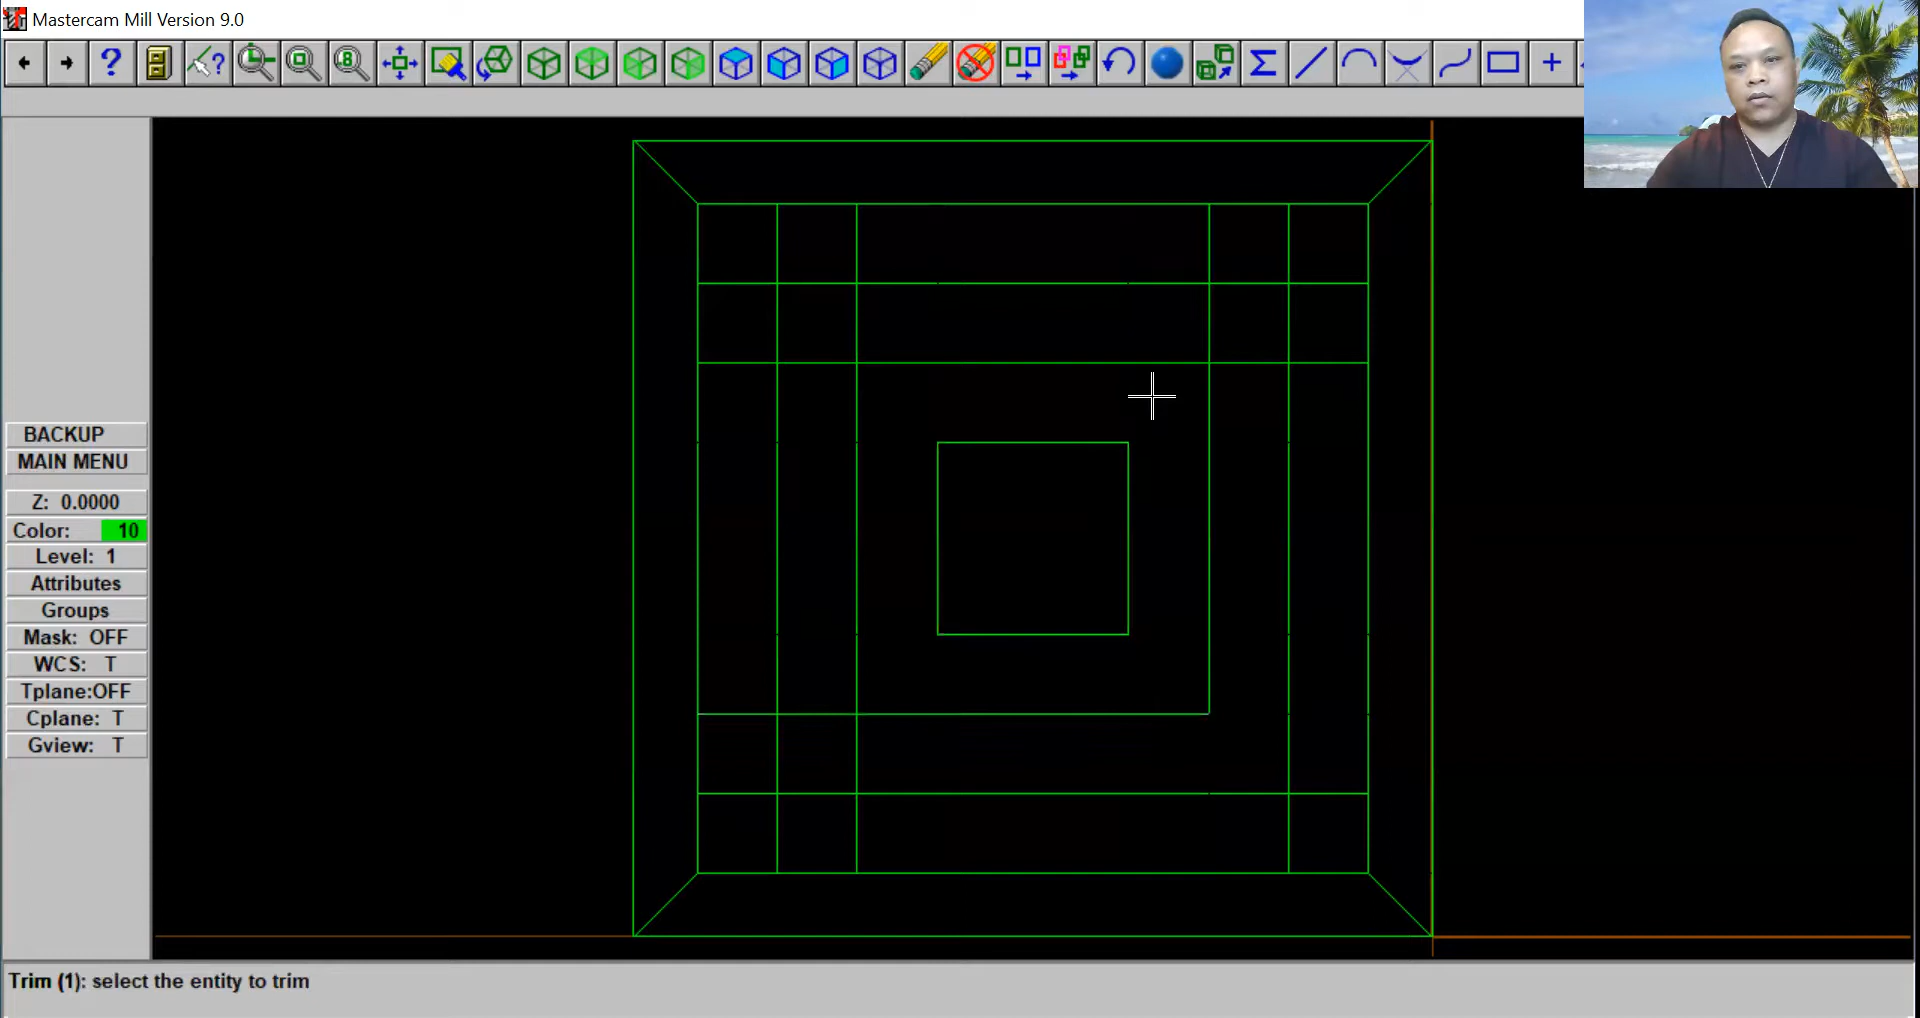 Mastercam Mill Version 9.0
BACKUP
MAIN MENU
Z: 0.0000
Color: 10
Level: 1
Attributes
Groups
Mask: OFF
WCS: T
Tplane:OFF
Cplane: T
Gview: T
Trim (1): select the entity to trim